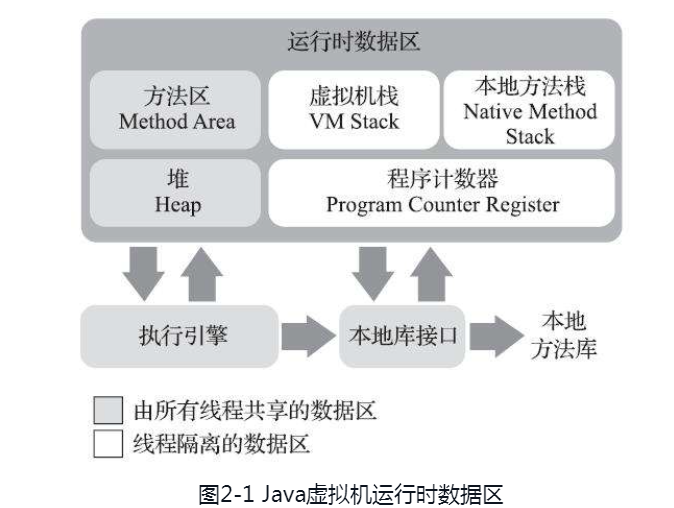 运行时数据区
方法区
Method Area
虚拟机栈
VM Stack
本地方法栈
Native Method
Stack
堆
Heap
程序计数器
Program Counter Register
执行引擎
本地库接口
本地
方法库
由所有线程共享的数据区
线程隔离的数据区
图2-1 Java虚拟机运行时数据区